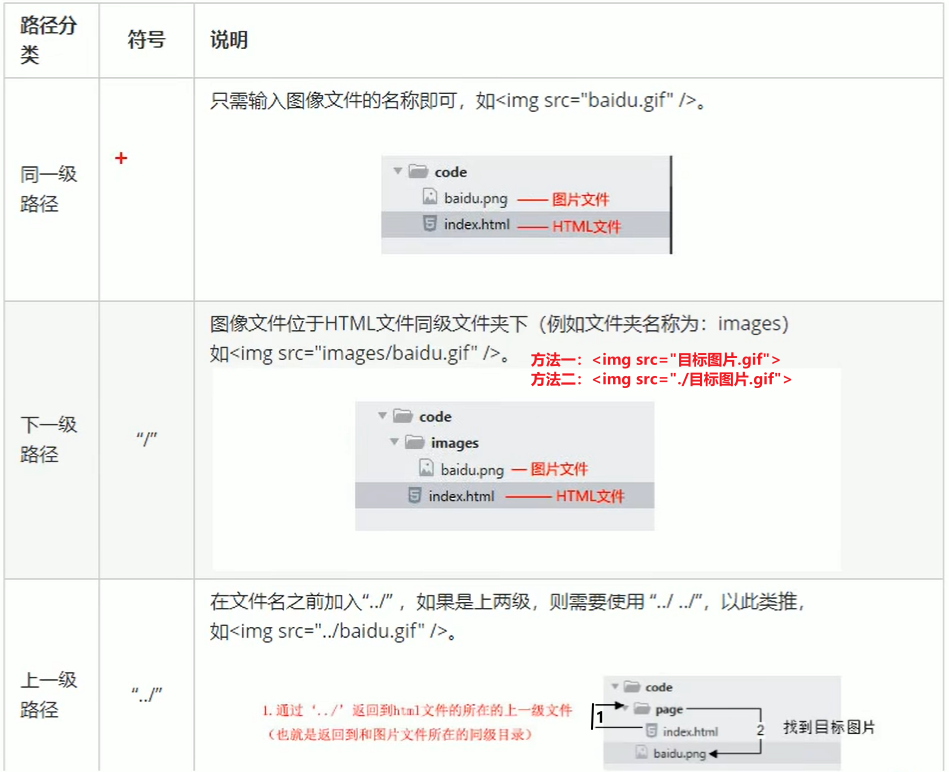 路径分
类
符号
说明
同一级
路径
+
只需输入图像文件的名称即可，如<img src="baidu.gif" />。
code
baidu.png —— 图片文件
index.html —— HTML文件
下一级
路径
“/”
图像文件位于HTML文件同级文件夹下（例如文件夹名称为：images）
如<img src="images/baidu.gif" />。
方法一：<img src="目标图片.gif">
方法二：<img src="./目标图片.gif">
code
images
baidu.png — 图片文件
index.html —— HTML文件
上一级
路径
“../”
在文件名之前加入“../” ，如果是上两级，则需要使用 “../ ../”，以此类推，
如<img src="../baidu.gif" />。
1.通过‘../’返回到html文件的所在的上一级文件
（也就是返回到和图片文件所在的同级目录）
1
code
page
index.html
baidu.png
2
找到目标图片